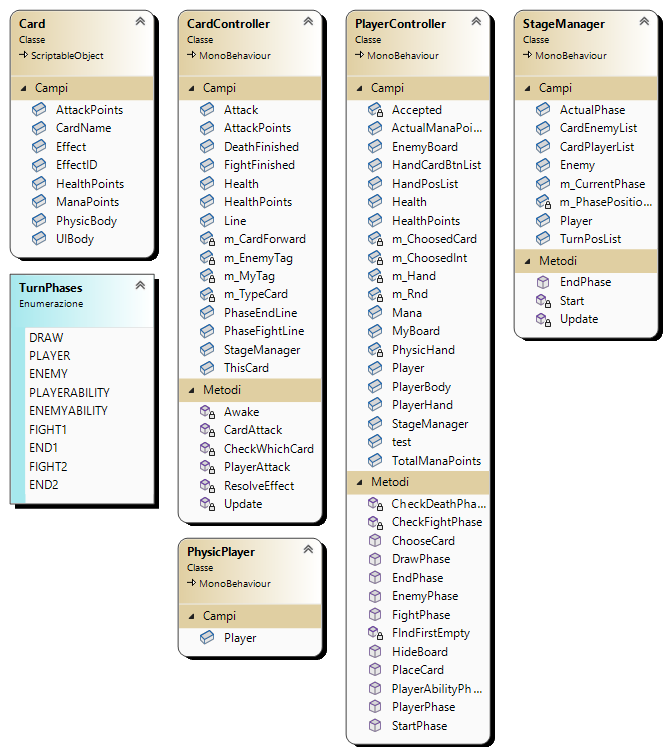 Card
Classe
ScriptableObject
Campi
AttackPoints
CardName
Effect
EffectID
HealthPoints
ManaPoints
PhysicBody
UIBody
TurnPhases
Enumerazione
DRAW
PLAYER
ENEMY
PLAYERABILITY
ENEMYABILITY
FIGHT1
END1
FIGHT2
END2
CardController
Classe
MonoBehaviour
Campi
Attack
AttackPoints
DeathFinished
FightFinished
Health
HealthPoints
Line
m_CardForward
m_EnemyTag
m_MyTag
m_TypeCard
PhaseEndLine
PhaseFightLine
StageManager
ThisCard
Metodi
Awake
CardAttack
CheckWhichCard
PlayerAttack
ResolveEffect
Update
PhysicPlayer
Classe
MonoBehaviour
Campi
Player
PlayerController
Classe
MonoBehaviour
Campi
Accepted
ActualManaPoi...
EnemyBoard
HandCardBtnList
HandPosList
Health
HealthPoints
m_ChoosedCard
m_ChoosedInt
m_Hand
m_Rnd
Mana
MyBoard
PhysicHand
Player
PlayerBody
PlayerHand
StageManager
test
TotalManaPoints
Metodi
CheckDeathPha...
CheckFightPhase
ChooseCard
DrawPhase
EndPhase
EnemyPhase
FightPhase
FIndFirstEmpty
HideBoard
PlaceCard
PlayerAbilityPh...
PlayerPhase
StartPhase
StageManager
Classe
MonoBehaviour
Campi
ActualPhase
CardEnemyList
CardPlayerList
Enemy
m_CurrentPhase
m_PhasePositio...
Player
TurnPosList
Metodi
EndPhase
Start
Update